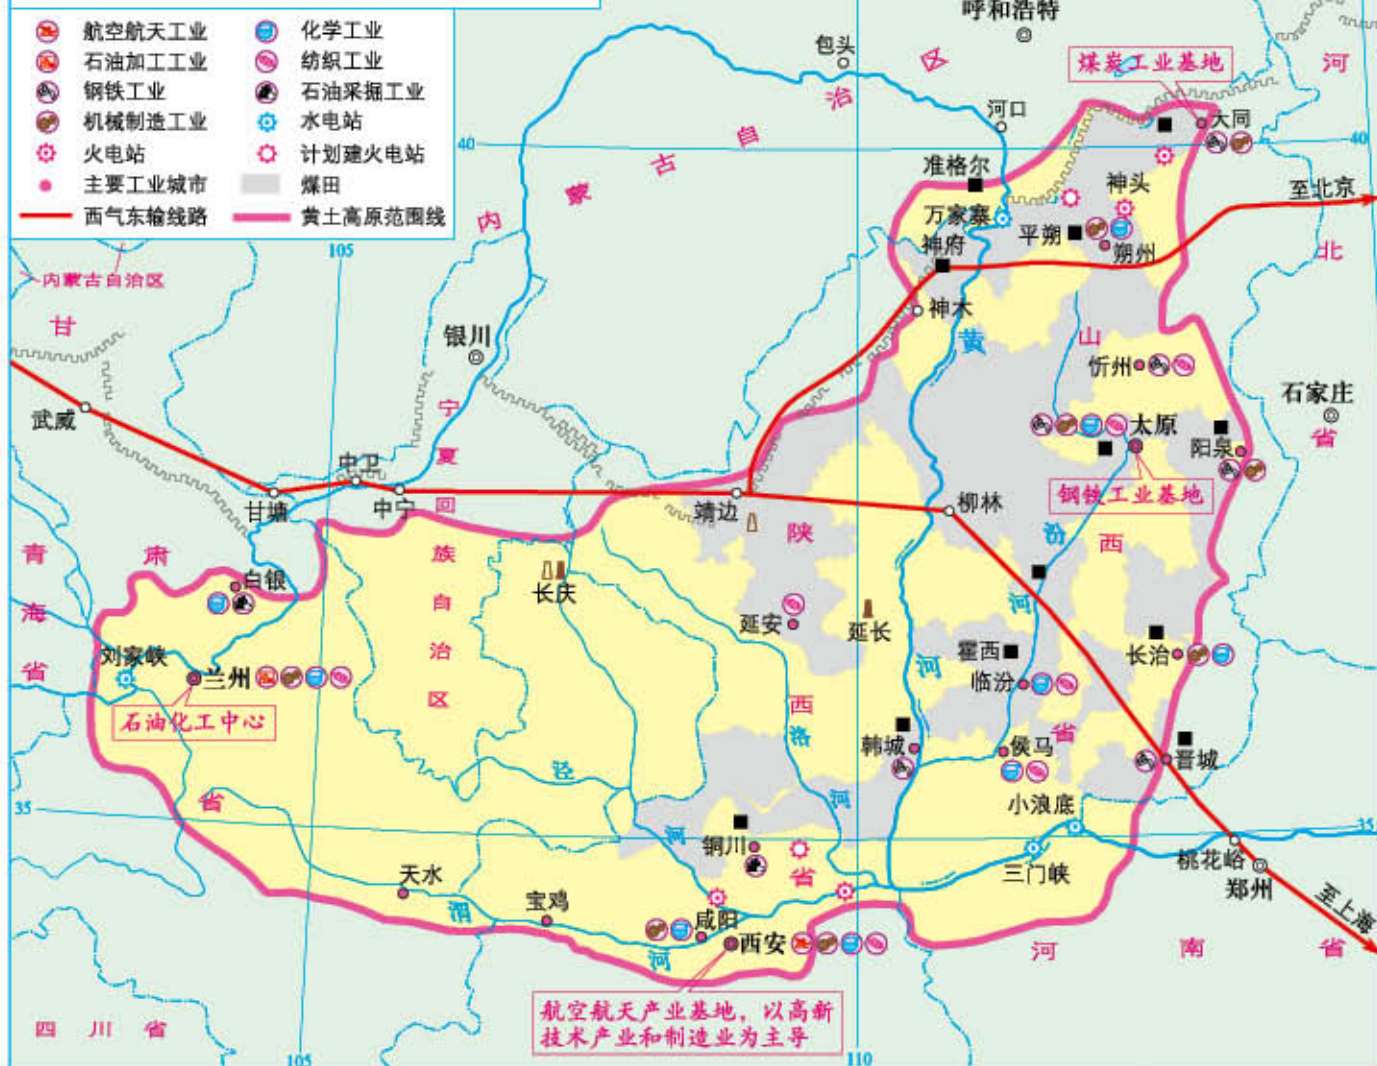 航空航天工业
化学工业
石油加工工业
纺织工业
钢铁工业
石油采掘工业
机械制造工业
水电站
火电站
计划建火电站
主要工业城市
煤田
西气东输线路
黄土高原范围线
呼和浩特
包头
区
治
自
古
蒙
内
煤炭工业基地
河
北
省
河口
大同
40
40
准格尔
神头
至北京
万家寨
平朔
朔州
神府
神木
105
内蒙古自治区
甘
肃
省
银川
黄
河
山
西
省
忻州
石家庄
武威
宁
夏
回
族
自
治
区
太原
阳泉
中卫
甘塘
中宁
靖边
柳林
钢铁工业基地
陕
西
省
汾
河
青
海
省
白银
长庆
延安
延长
刘家峡
兰州
石油化工中心
霍西
临汾
长治
洛
河
韩城
侯马
晋城
小浪底
泾
河
35
35
铜川
三门峡
桃花峪
郑州
天水
宝鸡
渭
河
咸阳
西安
至上海
河
南
省
航空航天产业基地，以高新
技术产业和制造业为主导
四
川
省
105
110